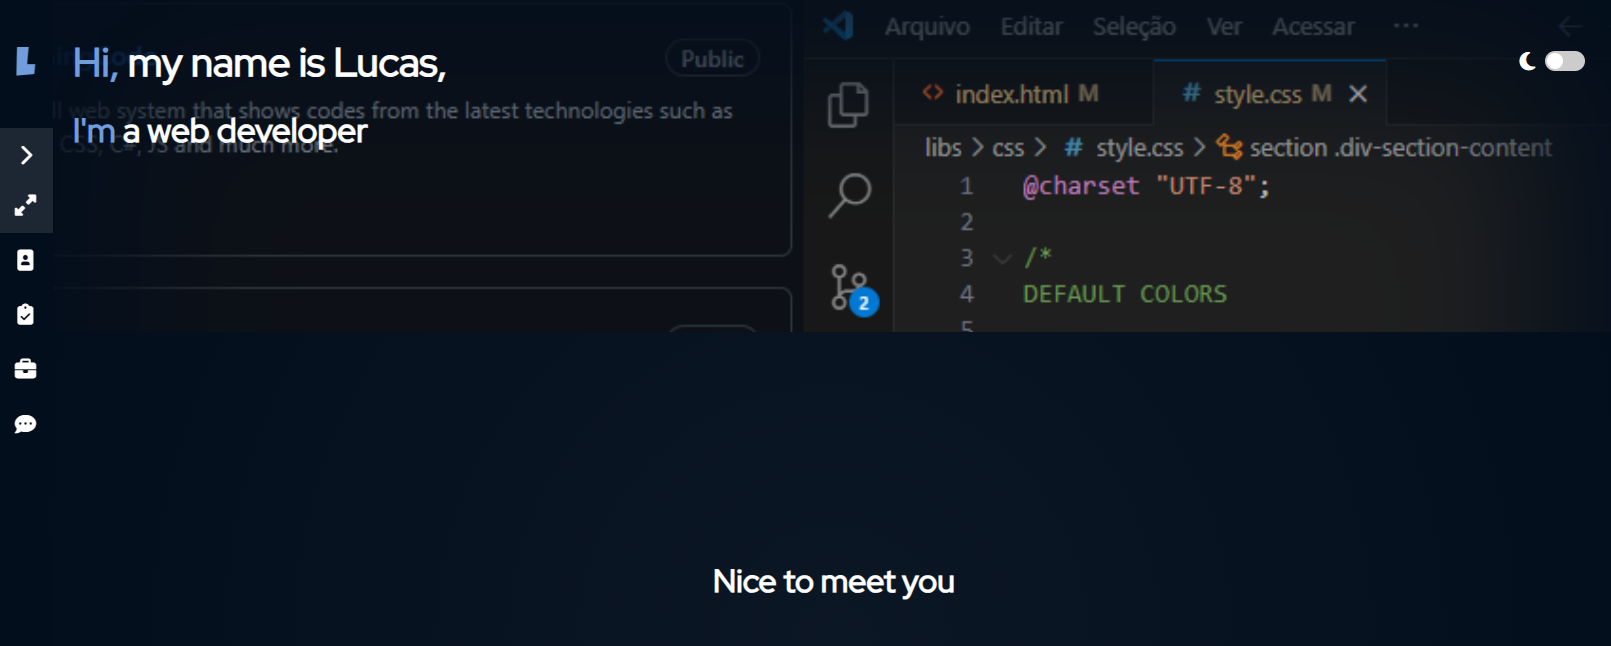 Hi, my name is Lucas,
Public
ll web system that shows codes from the latest technologies such as
I'm a web developer
CSS, C#, JS and much more.
Arquivo Editar Seleção Ver Acessar ...
index.html M
# style.css M
libs > css > # style.css > section .div-section-content
1 @charset "UTF-8";
2
3 /*
4 DEFAULT COLORS
5
2
Nice to meet you